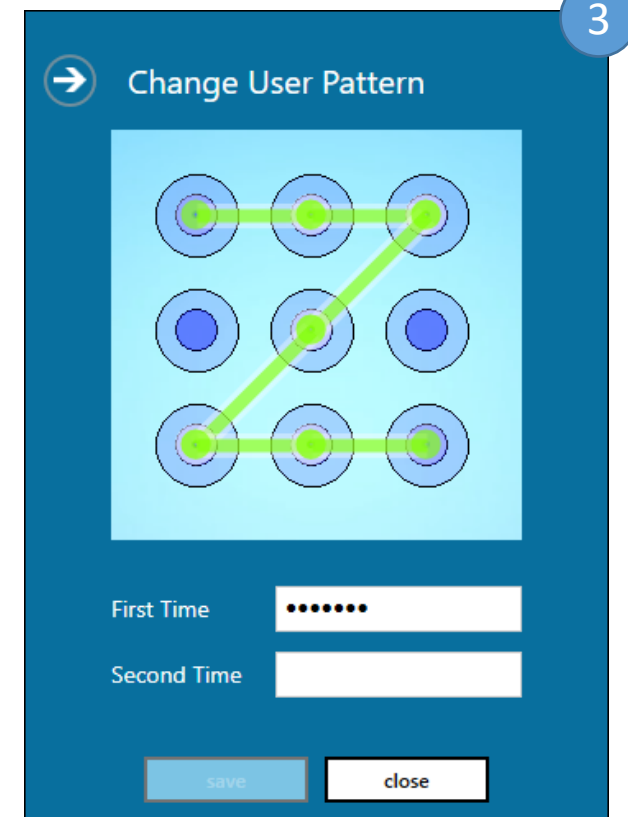 3
Change User Pattern
First Time •••••••
Second Time
save close